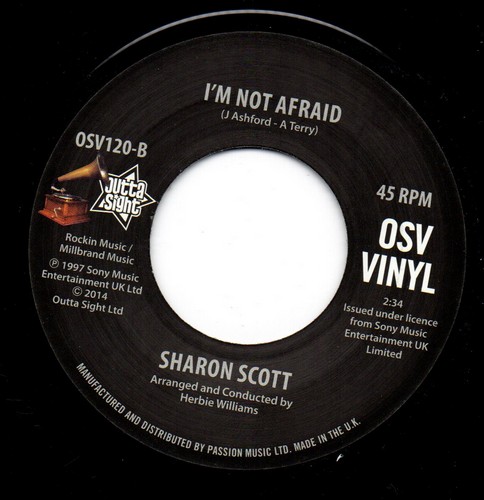 I'M NOT AFRAID
(J Ashford - A Terry)
OSV120-B
Outta
Sight
Rockin Music /
Millbrand Music
℗ 1997 Sony Music
Entertainment UK Ltd
© 2014
Outta Sight Ltd
45 RPM
OSV
VINYL
2:34
Issued under licence
from Sony Music
Entertainment UK
Limited
SHARON SCOTT
Arranged and Conducted by
Herbie Williams
MANUFACTURED AND DISTRIBUTED BY PASSION MUSIC LTD. MADE IN THE U.K.